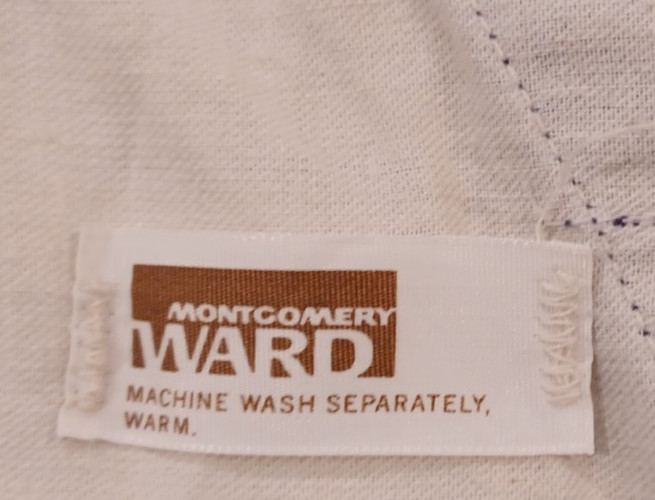 MONTGOMERY
WARD
MACHINE WASH SEPARATELY,
WARM.